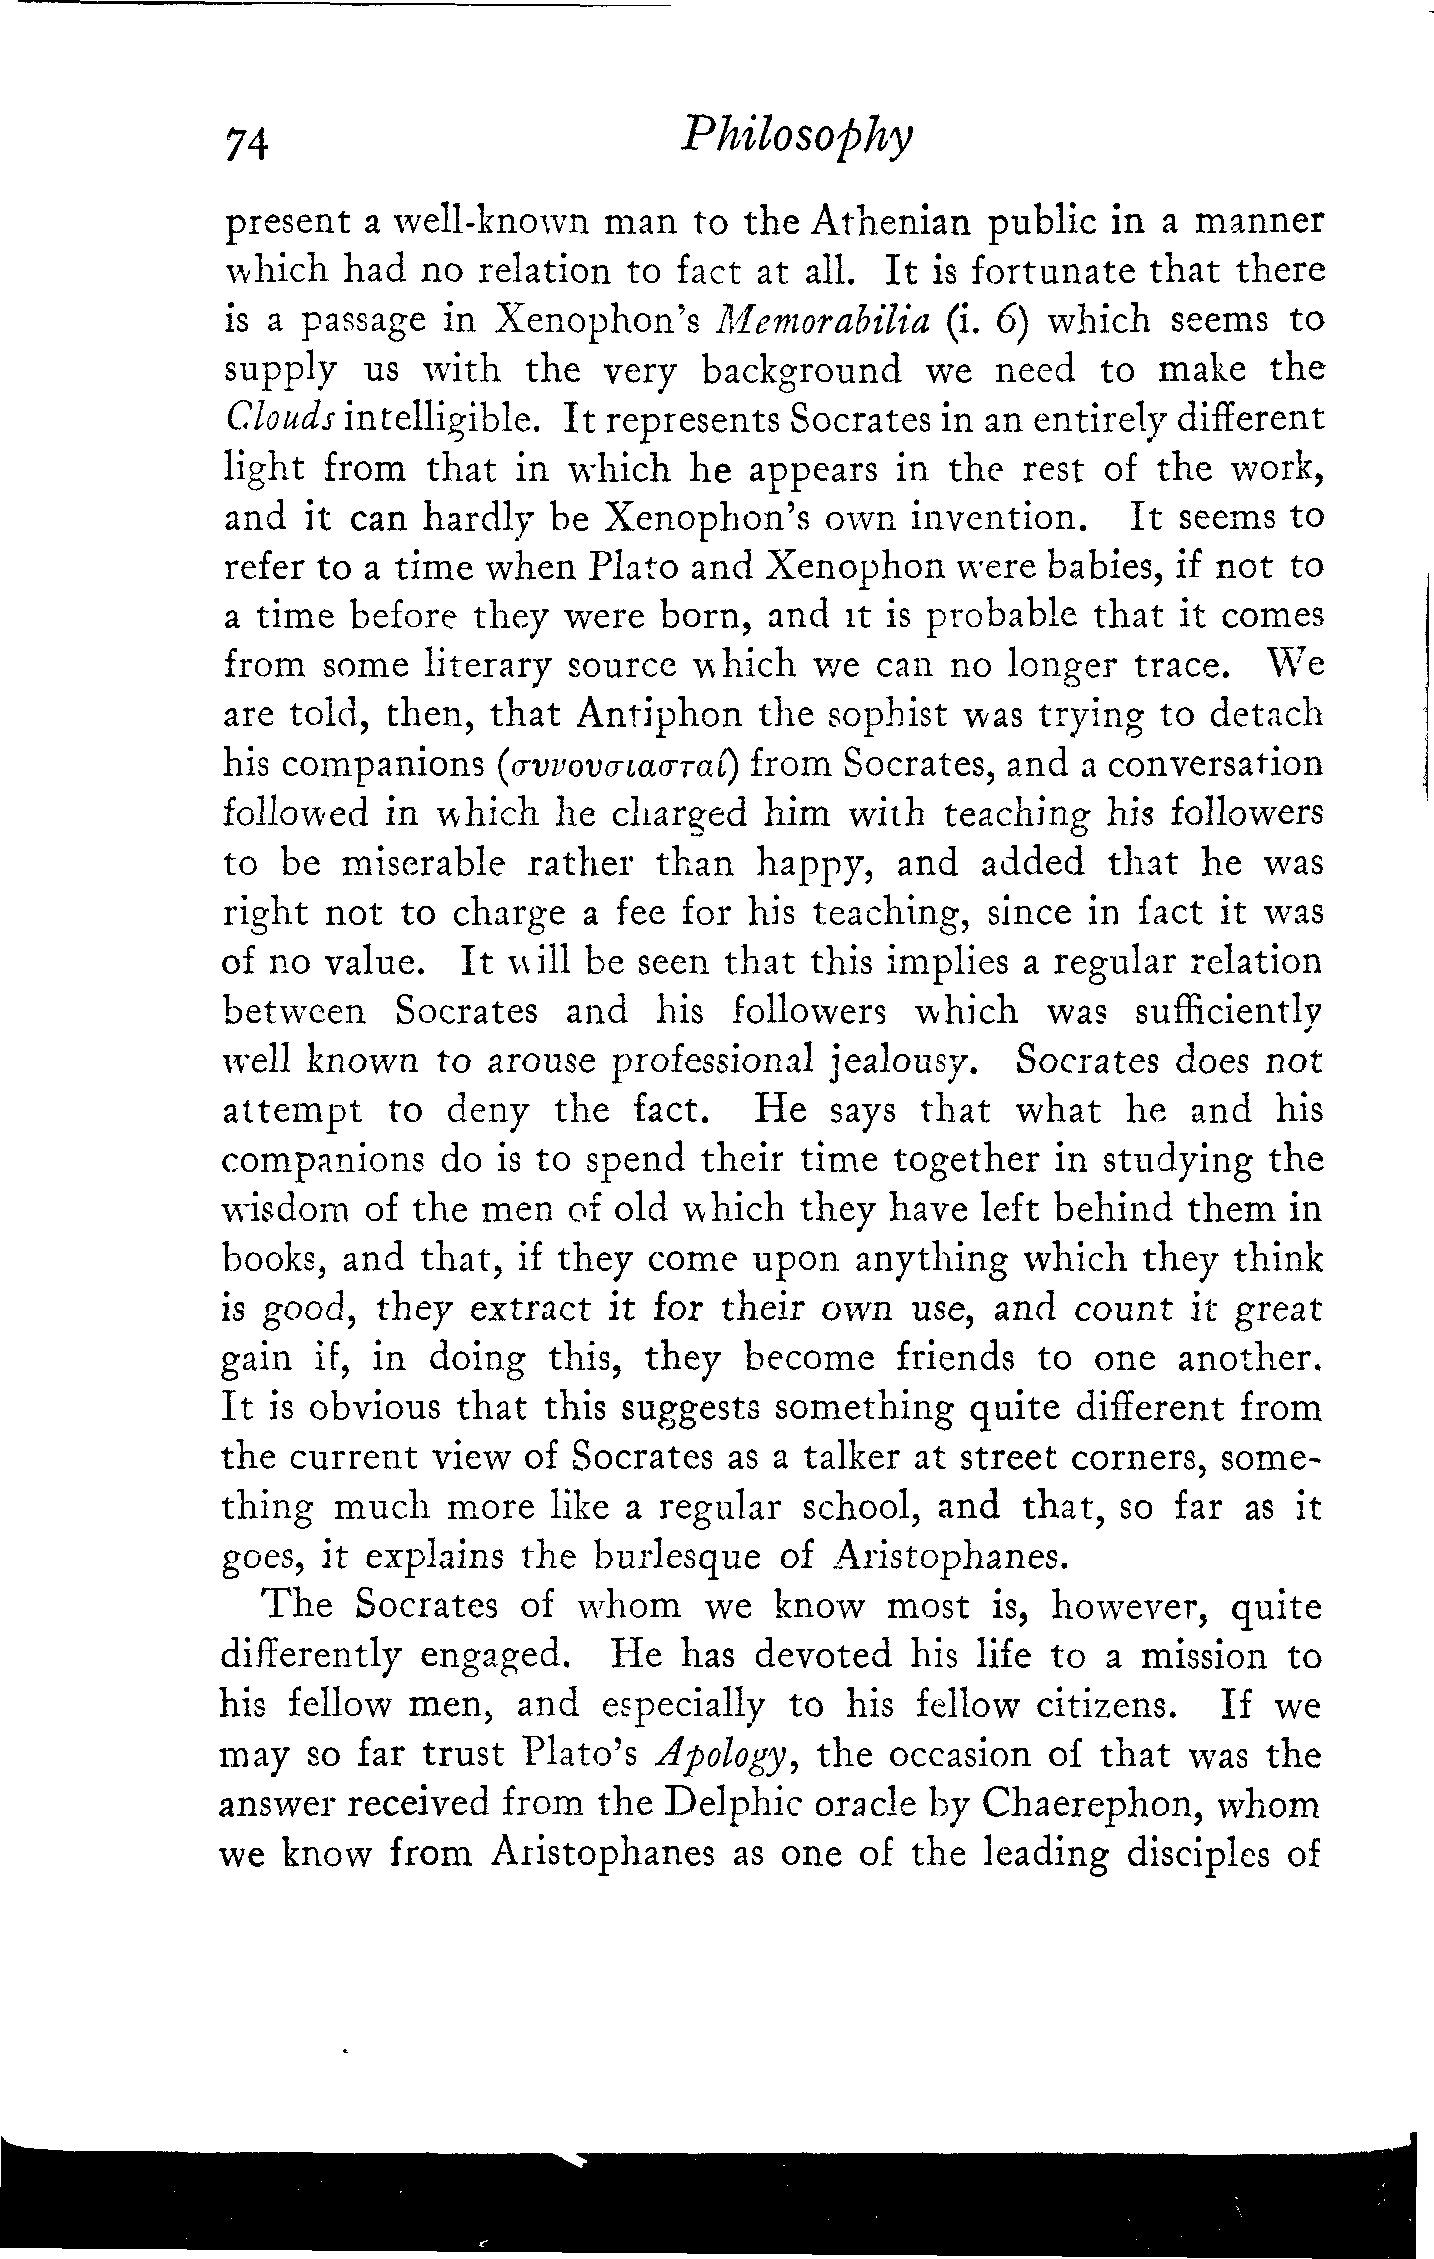 74 Philosophy
present a well-known man to the Athenian public in a manner
which had no relation to fact at all. It is fortunate that there
is a passage in Xenophon's Memorabilia (i. 6) which seems to
supply us with the very background we need to make the
Clouds intelligible. It represents Socrates in an entirely different
light from that in which he appears in the rest of the work,
and it can hardly be Xenophon's own invention. It seems to
refer to a time when Plato and Xenophon were babies, if not to
a time before they were born, and it is probable that it comes
from some literary source which we can no longer trace. We
are told, then, that Antiphon the sophist was trying to detach
his companions (συνουσιασταί) from Socrates, and a conversation
followed in which he charged him with teaching his followers
to be miserable rather than happy, and added that he was
right not to charge a fee for his teaching, since in fact it was
of no value. It will be seen that this implies a regular relation
between Socrates and his followers which was sufficiently
well known to arouse professional jealousy. Socrates does not
attempt to deny the fact. He says that what he and his
companions do is to spend their time together in studying the
wisdom of the men of old which they have left behind them in
books, and that, if they come upon anything which they think
is good, they extract it for their own use, and count it great
gain if, in doing this, they become friends to one another.
It is obvious that this suggests something quite different from
the current view of Socrates as a talker at street corners, some-
thing much more like a regular school, and that, so far as it
goes, it explains the burlesque of Aristophanes.
The Socrates of whom we know most is, however, quite
differently engaged. He has devoted his life to a mission to
his fellow men, and especially to his fellow citizens. If we
may so far trust Plato's Apology, the occasion of that was the
answer received from the Delphic oracle by Chaerephon, whom
we know from Aristophanes as one of the leading disciples of